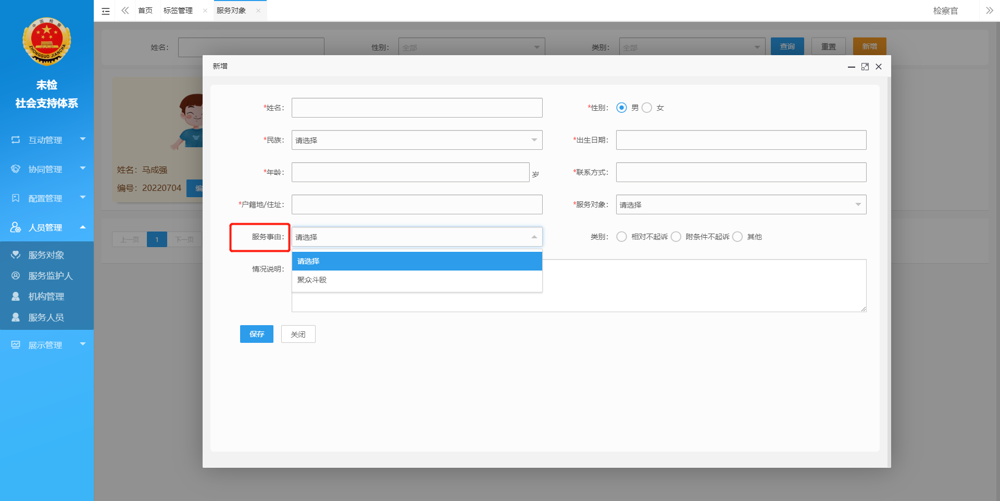 首页 标签管理 服务对象 检察官
中国检察
ZHONGGUO JIANCHA
未检
社会支持体系
互动管理
协同管理
配置管理
人员管理
服务对象
服务监护人
机构管理
服务人员
展示管理
姓名： 性别： 全部 类别： 全部 查询 重置 新增
姓名：马成强
编号：20220704 编
上一页 1 下一页
新增
*姓名： *性别： 男 女
*民族： 请选择 *出生日期：
*年龄： 岁 *联系方式：
*户籍地/住址： *服务对象： 请选择
服务事由： 请选择 类别： 相对不起诉 附条件不起诉 其他
请选择
情况说明：
聚众斗殴
保存 关闭